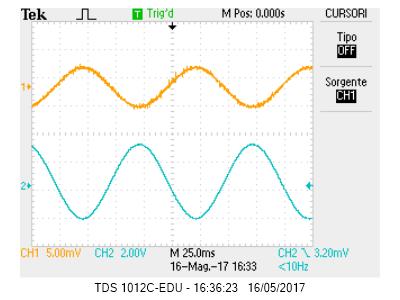 Tek T Trig'd M Pos: 0.000s CURSORI
Tipo
OFF
Sorgente
CH1
1
2
CH1 5.00mV CH2 2.00V M 25.0ms CH2 3.20mV
16-Mag.-17 16:33 <10Hz
TDS 1012C-EDU - 16:36:23 16/05/2017